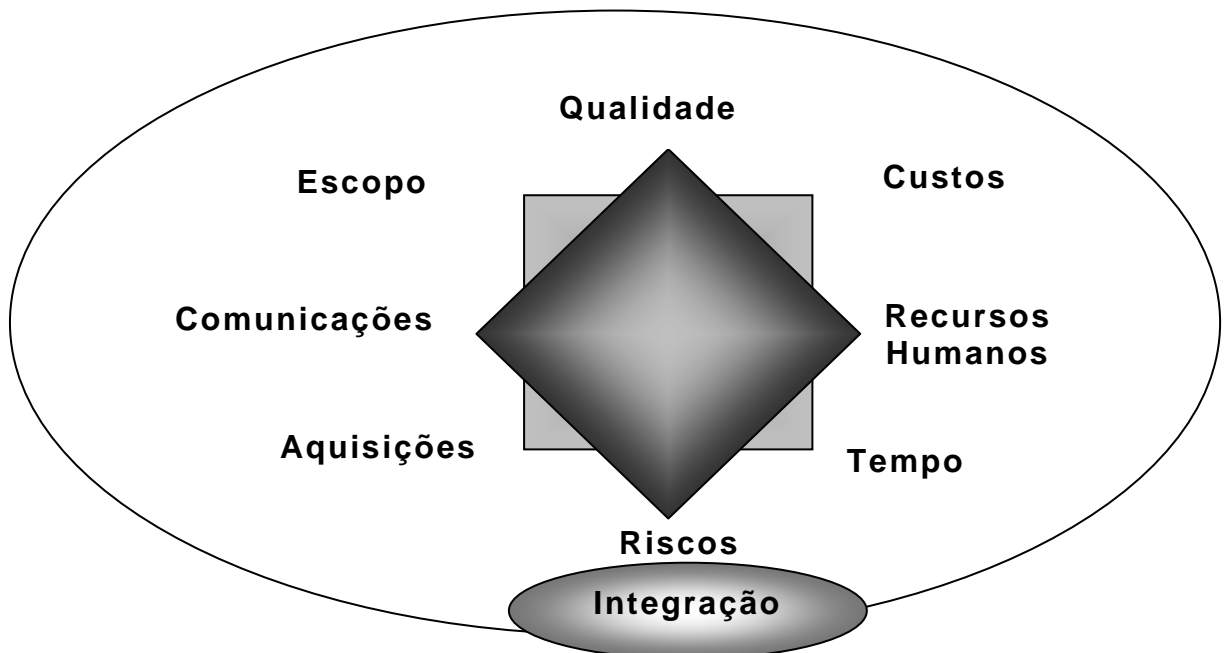 Qualidade
Escopo
Custos
Comunicações
Recursos
Humanos
Aquisições
Tempo
Riscos
Integração